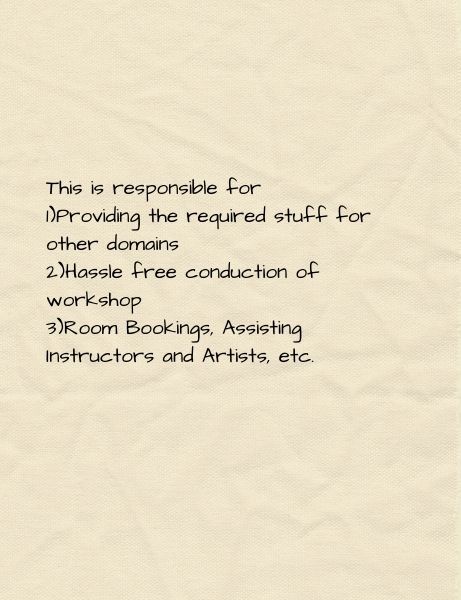 This is responsible for
1)Providing the required stuff for
other domains
2)Hassle free conduction of
workshop
3)Room Bookings, Assisting
Instructors and Artists, etc.